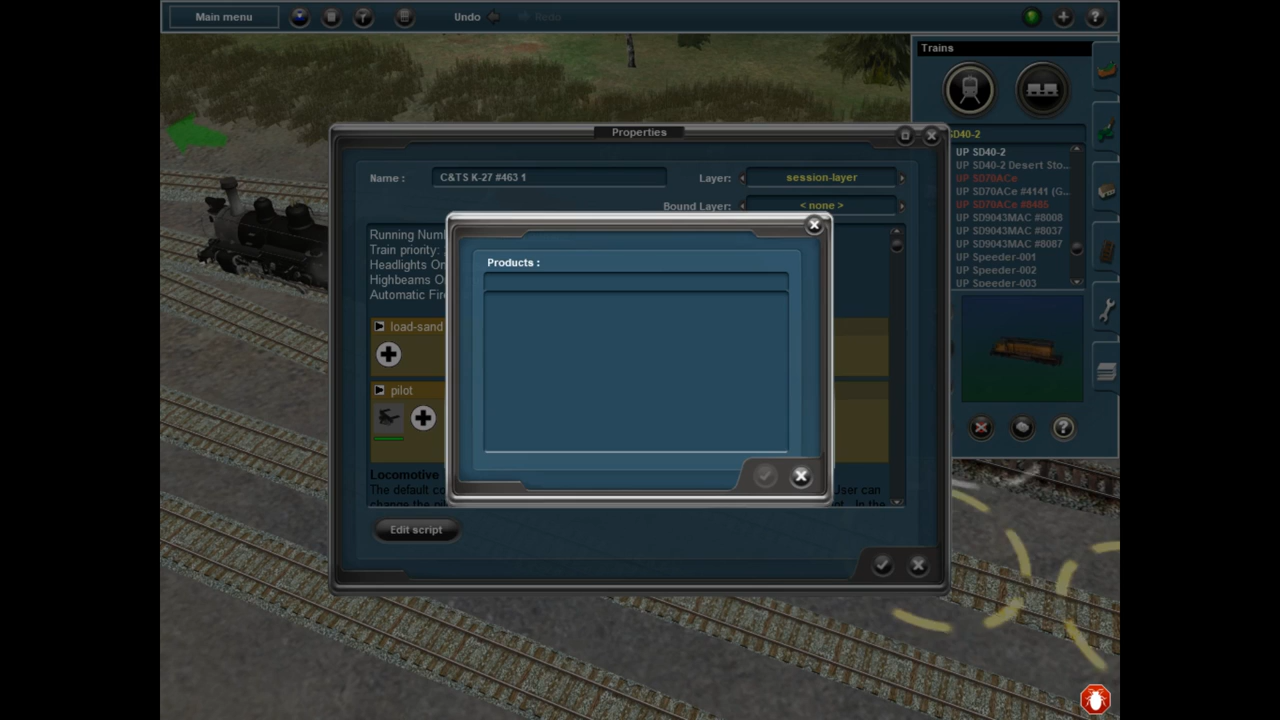 Main menu
Undo
Redo
Trains
Properties
SD40-2
Name :
C&TS K-27 #463 1
Layer:
session-layer
Bound Layer:
< none >
UP SD40-2
UP SD40-2 Desert Sto...
UP SD70ACe
UP SD70ACe #4141 (G...
UP SD70ACe #8485
UP SD9043MAC #8008
UP SD9043MAC #8037
UP SD9043MAC #8087
UP Speeder-001
UP Speeder-002
UP Speeder-003
Running Num
Train priority:
Headlights On
Highbeams O
Automatic Fire
Products :
load-sand
pilot
Locomotive
The default co
User can
change the pi
In the
Edit script